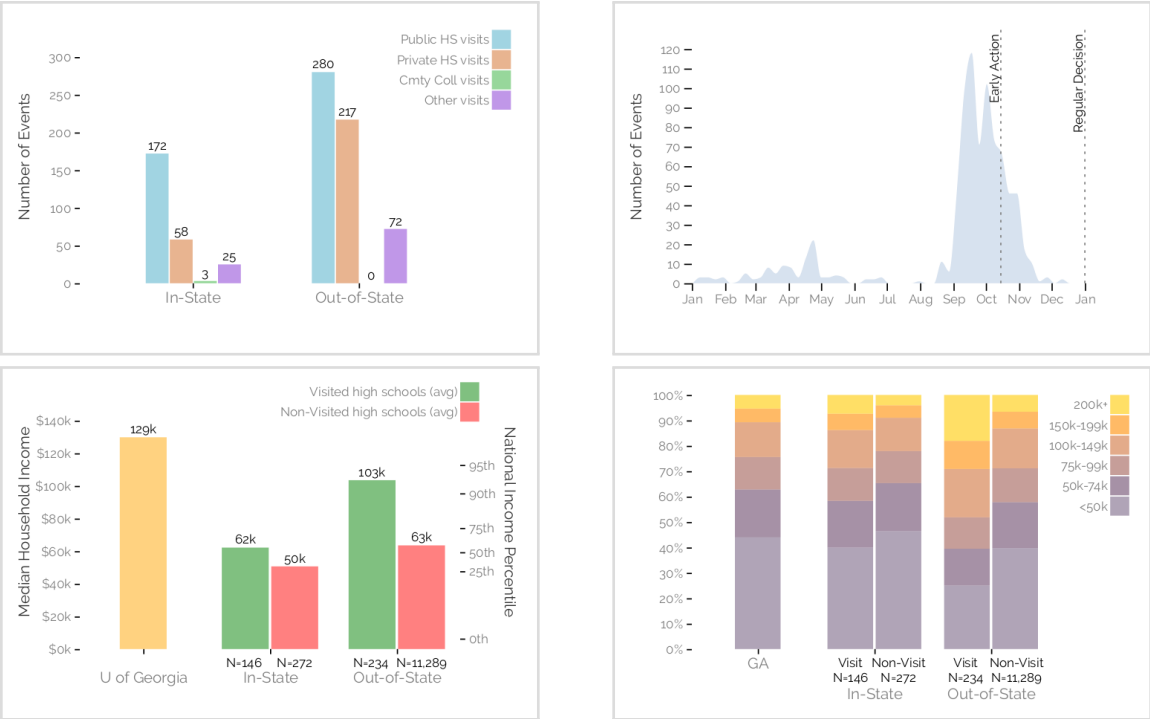 Public HS visits
Private HS visits
Cmty Coll visits
Other visits
Number of Events
300
250
200
150
100
50
0
172
58
3
25
280
217
0
72
In-State
Out-of-State
Number of Events
120
110
100
90
80
70
60
50
40
30
20
10
0
Early Action
Regular Decision
Jan Feb Mar Apr May Jun Jul Aug Sep Oct Nov Dec Jan
Visited high schools (avg)
Non-Visited high schools (avg)
Median Household Income
$140k
$120k
$100k
$80k
$60k
$40k
$20k
$0k
129k
62k
50k
103k
63k
National Income Percentile
95th
90th
75th
50th
25th
0th
N=146 N=272 N=234 N=11,289
U of Georgia In-State Out-of-State
100%
90%
80%
70%
60%
50%
40%
30%
20%
10%
0%
200k+
150k-199k
100k-149k
75k-99k
50k-74k
<50k
GA
Visit Non-Visit Visit Non-Visit
N=146 N=272 N=234 N=11,289
In-State Out-of-State